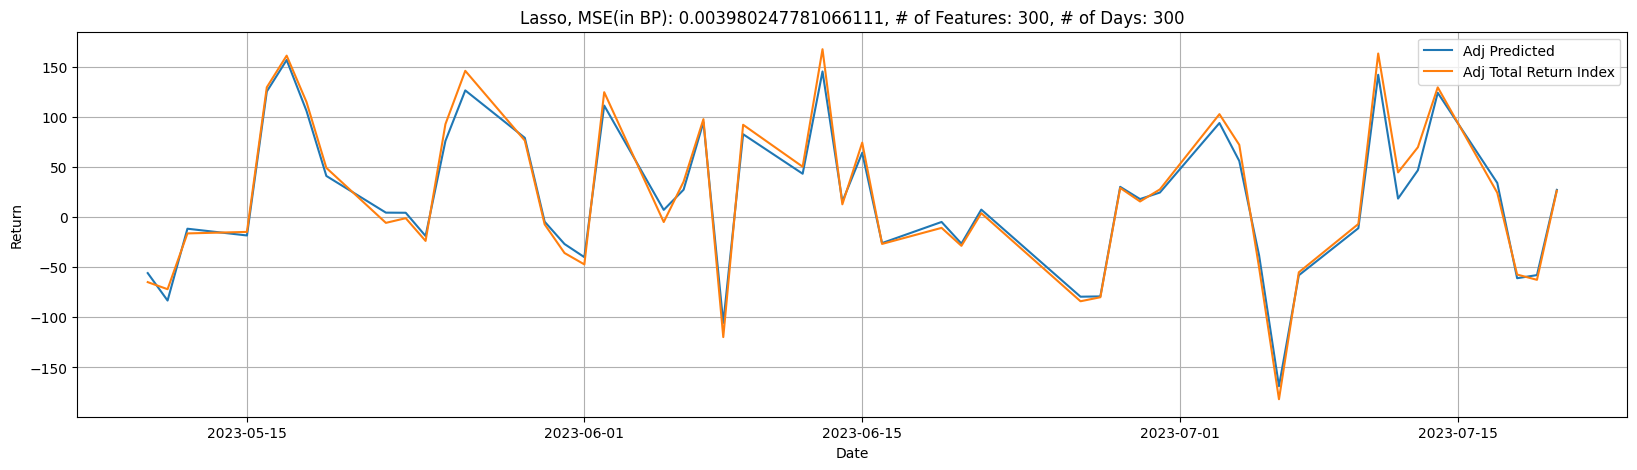 Lasso, MSE(in BP): 0.003980247781066111, # of Features: 300, # of Days: 300
Adj Predicted
Adj Total Return Index
150
100
50
0
−50
−100
−150
Return
2023-05-15
2023-06-01
2023-06-15
2023-07-01
2023-07-15
Date